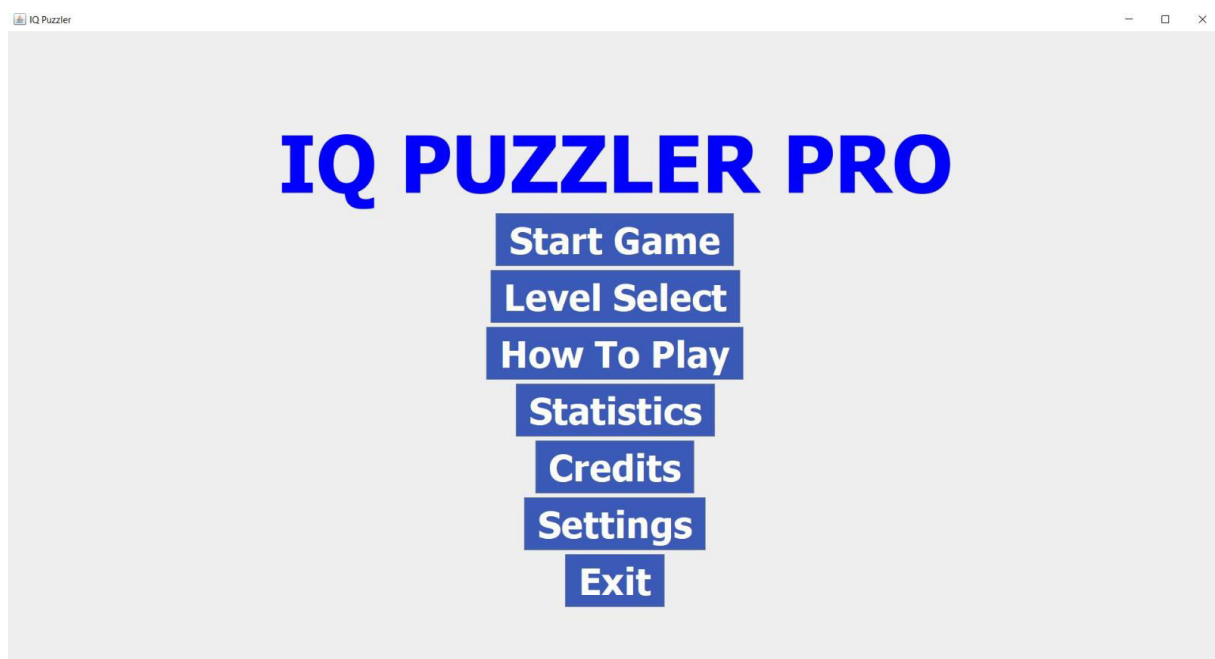 IQ Puzzler
IQ PUZZLER PRO
Start Game
Level Select
How To Play
Statistics
Credits
Settings
Exit